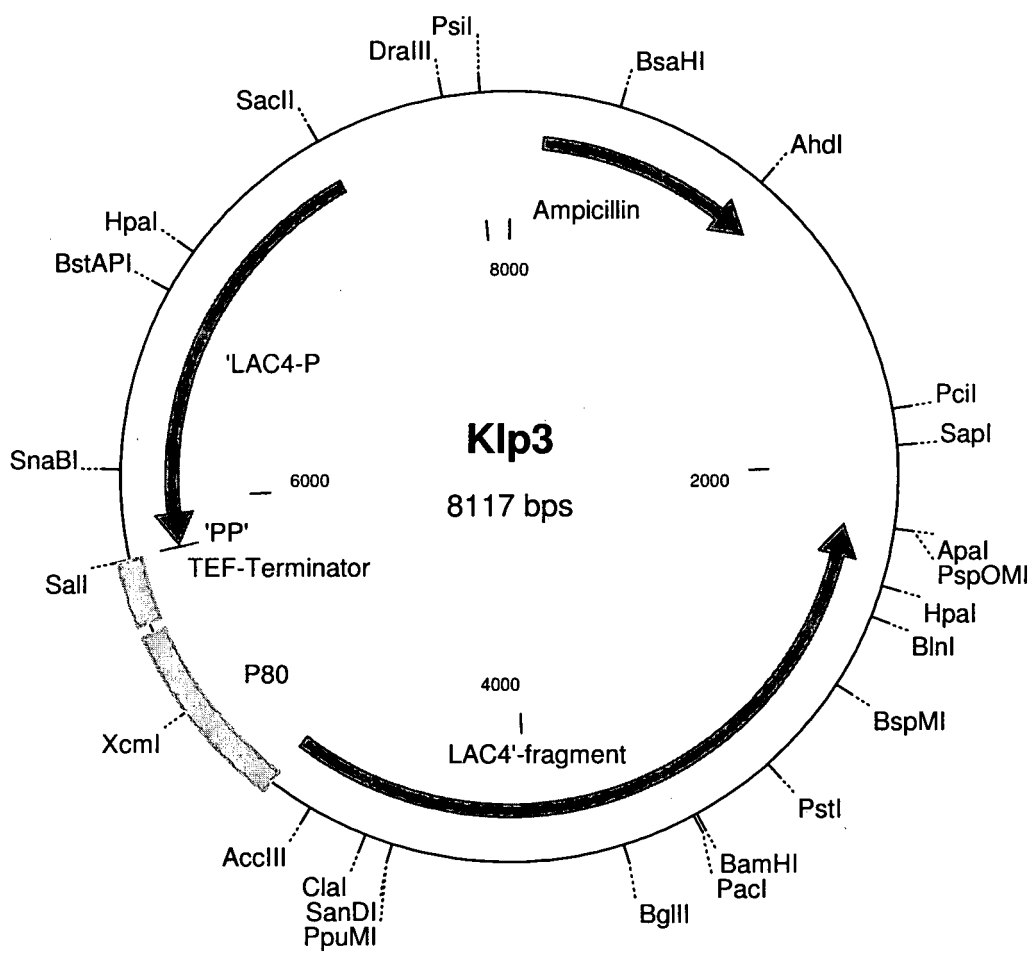 PsiI
DraIII
BsaHI
SacII
AhdI
Ampicillin
HpaI
BstAPI
8000
'LAC4-P
PciI
KIp3
SapI
SnaBI
6000
2000
8117 bps
'PP'
TEF-Terminator
SalI
ApaI
PspOMI
HpaI
BlnI
P80
4000
BspMI
XcmI
LAC4'-fragment
PstI
AccIII
BamHI
ClaI
PacI
SanDI
BglII
PpuMI